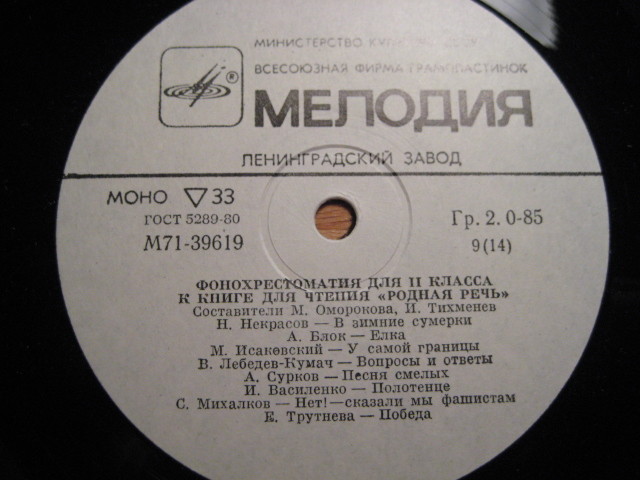 МИНИСТЕРСТВО
ВСЕСОЮЗНАЯ ФИРМА ГРАМПЛАСТИНОК
®
МЕЛОДИЯ
ЛЕНИНГРАДСКИЙ ЗАВОД
МОНО ▽ 33
ГОСТ 5289-80
М71-39619
Гр. 2. 0-85
9(14)
ФОНОХРЕСТОМАТИЯ ДЛЯ II КЛАССА
К КНИГЕ ДЛЯ ЧТЕНИЯ «РОДНАЯ РЕЧЬ»
Составители М. Оморокова, И. Тихменев
Н. Некрасов — В зимние сумерки
А. Блок — Елка
М. Исаковский — У самой границы
В. Лебедев-Кумач — Вопросы и ответы
А. Сурков — Песня смелых
И. Василенко — Полотенце
С. Михалков — Нет! — сказали мы фашистам
Е. Трутнева — Победа